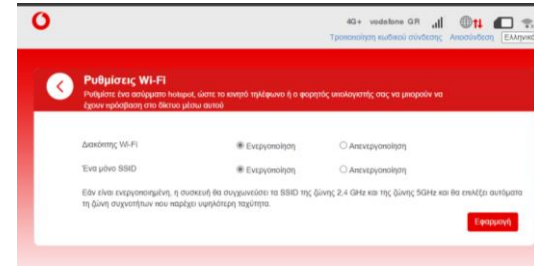 4G+ vodafone GR
Τροποποίηση κωδικού σύνδεσης Αποσύνδεση Ελληνικά
Ρυθμίσεις Wi-Fi
Ρυθμίστε ένα ασύρματο hotspot, ώστε το κινητό τηλέφωνο ή ο φορητός υπολογιστής σας να μπορούν να
έχουν πρόσβαση στο δίκτυο μέσω αυτού
Διακόπτης Wi-Fi Ενεργοποίηση Απενεργοποίηση
Ένα μόνο SSID Ενεργοποίηση Απενεργοποίηση
Εάν είναι ενεργοποιημένη, η συσκευή θα συγχωνεύσει τα SSID της ζώνης 2,4 GHz και της ζώνης 5GHz και θα επιλέξει αυτόματα
τη ζώνη συχνοτήτων που παρέχει υψηλότερη ταχύτητα.
Εφαρμογή